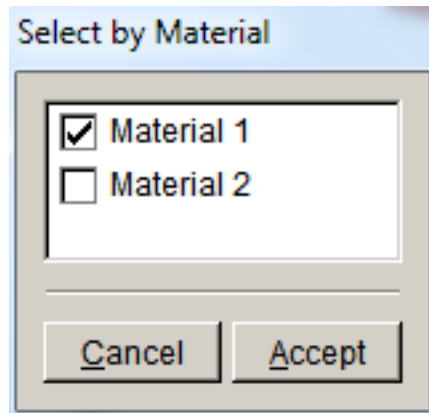 Select by Material
Material 1
Material 2
Cancel Accept